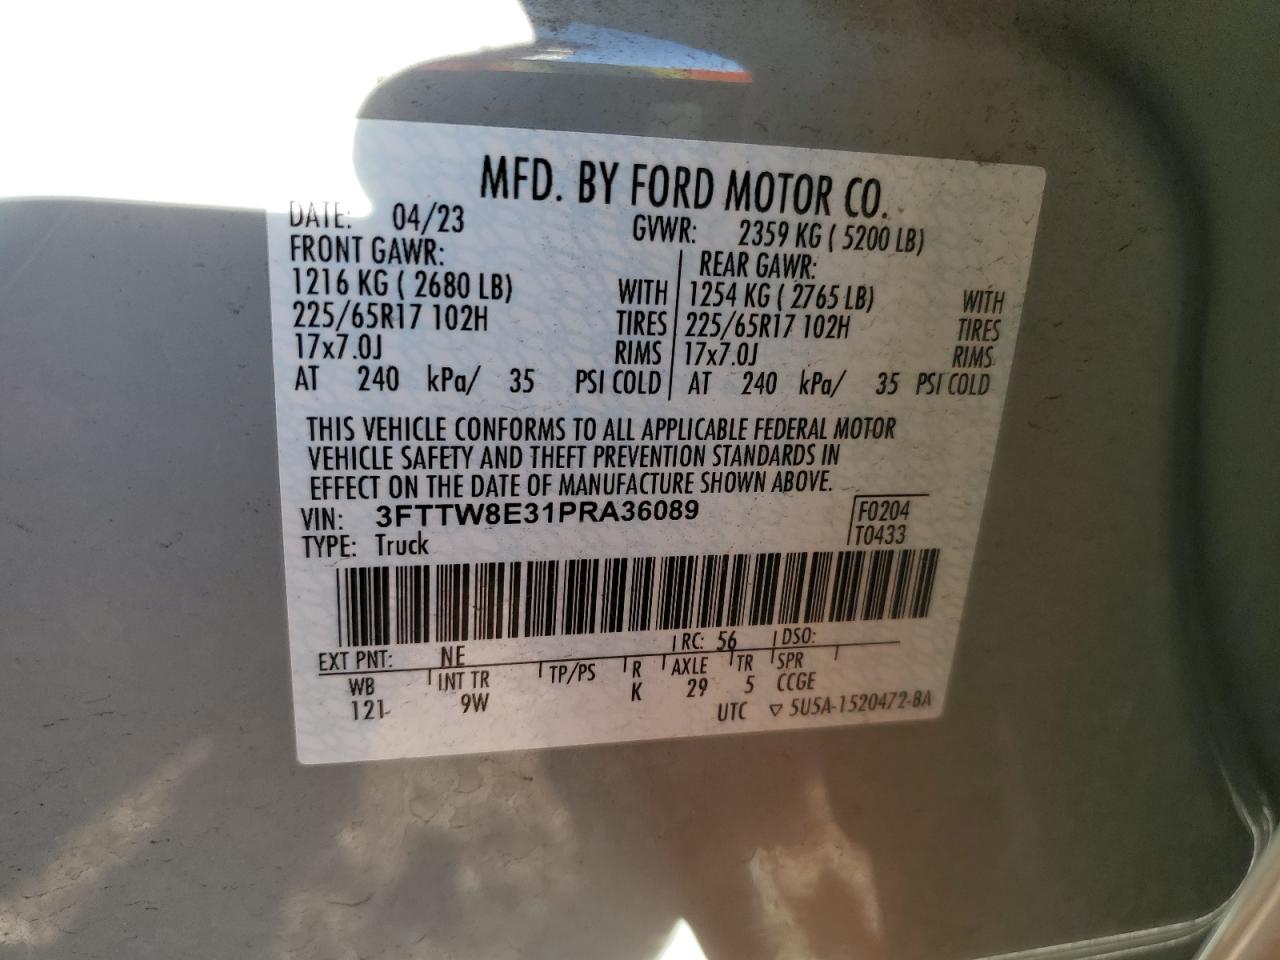 MFD. BY FORD MOTOR CO.
DATE: 04/23 GVWR: 2359 KG ( 5200 LB)
FRONT GAWR: REAR GAWR:
1216 KG ( 2680 LB) WITH 1254 KG ( 2765 LB) WITH
225/65R17 102H TIRES 225/65R17 102H TIRES
17x7.0J RIMS 17x7.0J RIMS
AT 240 kPa/ 35 PSI COLD AT 240 kPa/ 35 PSI COLD
THIS VEHICLE CONFORMS TO ALL APPLICABLE FEDERAL MOTOR
VEHICLE SAFETY AND THEFT PREVENTION STANDARDS IN
EFFECT ON THE DATE OF MANUFACTURE SHOWN ABOVE.
VIN: 3FTTW8E31PRA36089 F0204
TYPE: Truck T0433
EXT PNT: NE RC: 56 DSO:
WB INT TR TP/PS R AXLE TR SPR
121 9W K 29 5 CCGE
UTC ▽ 5U5A-1520472-BA